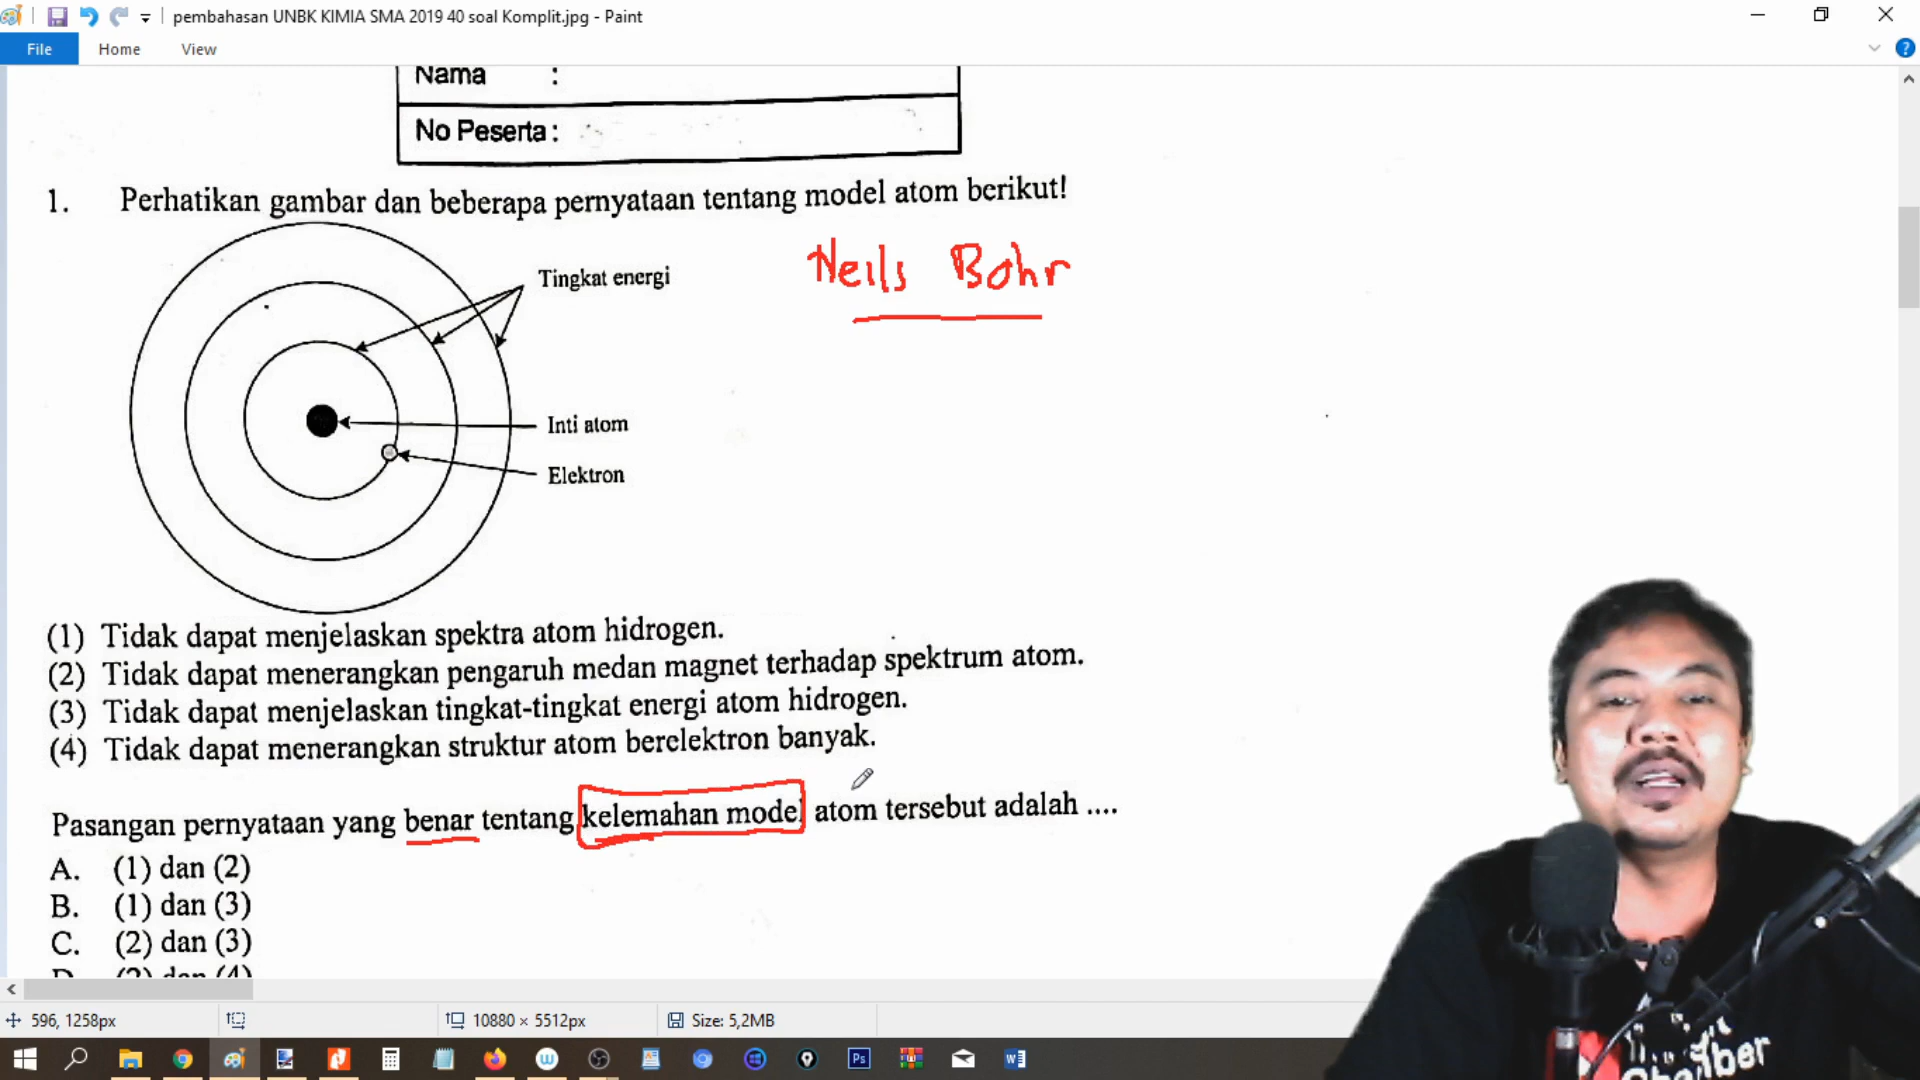 pembahasan UNBK KIMIA SMA 2019 40 soal Komplit.jpg - Paint
File Home View
Nama :
No Peserta :
1. Perhatikan gambar dan beberapa pernyataan tentang model atom berikut!
Neils Bohr
Tingkat energi
Inti atom
Elektron
(1) Tidak dapat menjelaskan spektra atom hidrogen.
(2) Tidak dapat menerangkan pengaruh medan magnet terhadap spektrum atom.
(3) Tidak dapat menjelaskan tingkat-tingkat energi atom hidrogen.
(4) Tidak dapat menerangkan struktur atom berelektron banyak.
Pasangan pernyataan yang benar tentang kelemahan model atom tersebut adalah ....
A. (1) dan (2)
B. (1) dan (3)
C. (2) dan (3)
596, 1258px 10880 × 5512px Size: 5,2MB
Ps